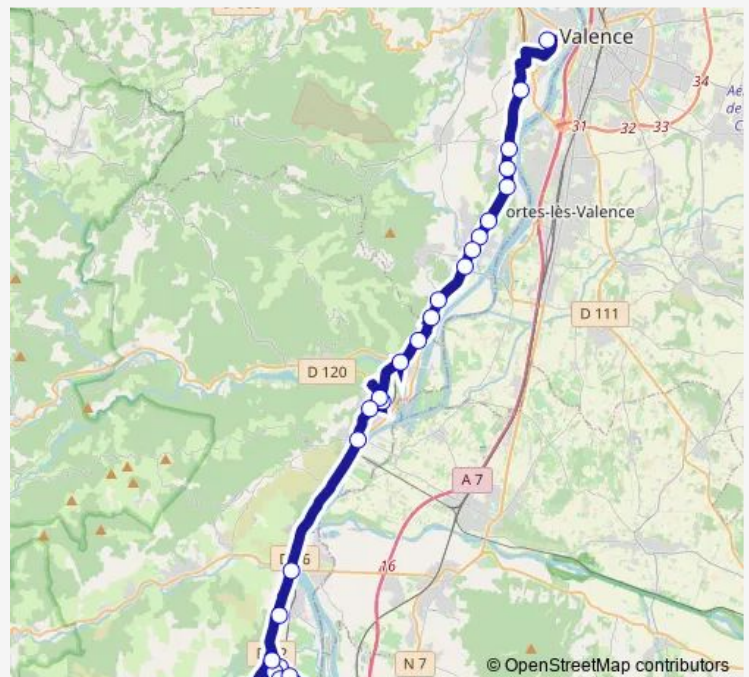 Valence
34
31
32
33
ortes-lès-Valence
D 111
D 120
A 7
16
N 7
© OpenStreetMap contributors